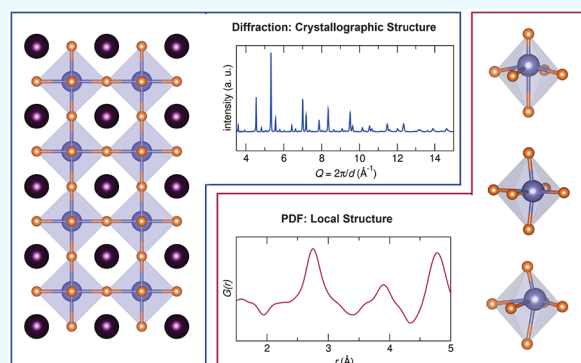 Diffraction: Crystallographic Structure
intensity (a. u.)
4 6 8 10 12 14
Q = 2π/d (Å⁻¹)
PDF: Local Structure
G(r)
2 3 4 5
r (Å)